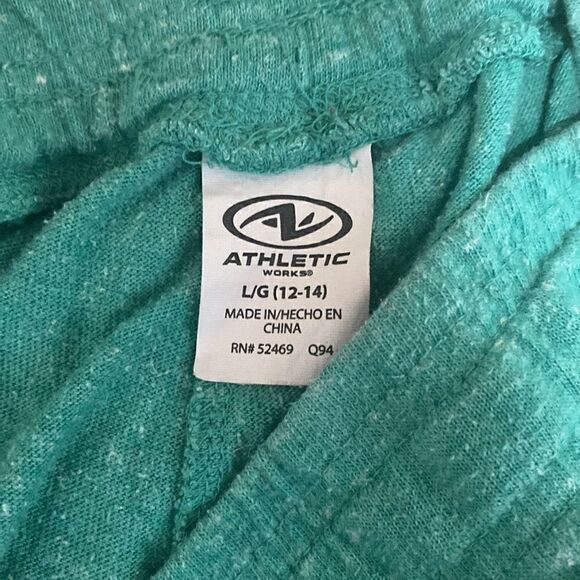 ATHLETIC
WORKS®
L/G (12-14)
MADE IN/HECHO EN
CHINA
RN# 52469 Q94